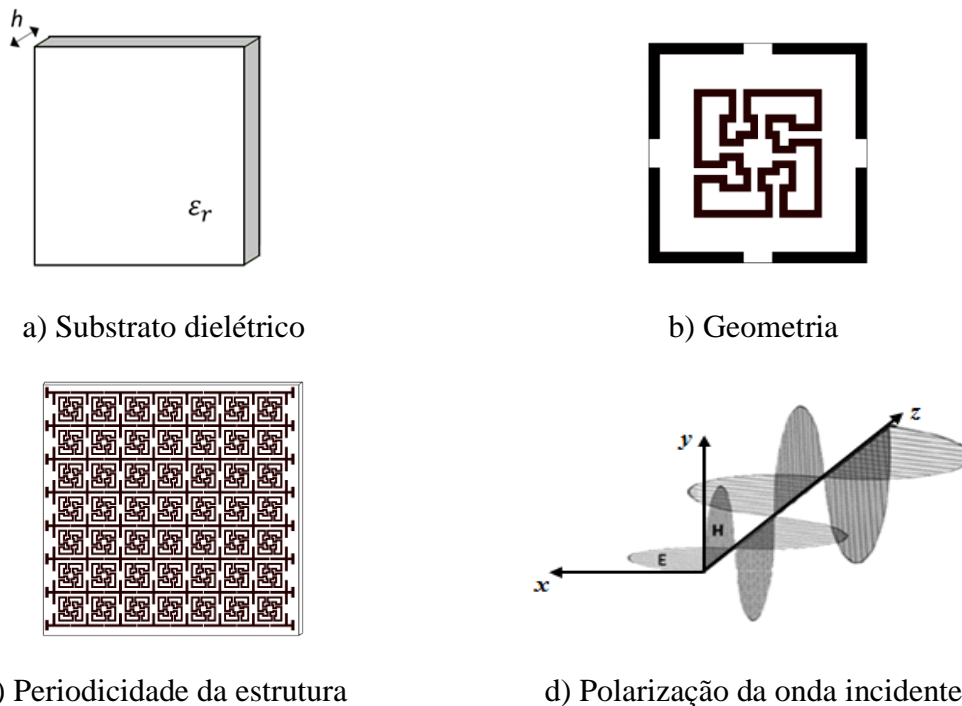 h
εᵣ
a) Substrato dielétrico
b) Geometria
y
z
H
E
x
) Periodicidade da estrutura
d) Polarização da onda incidente